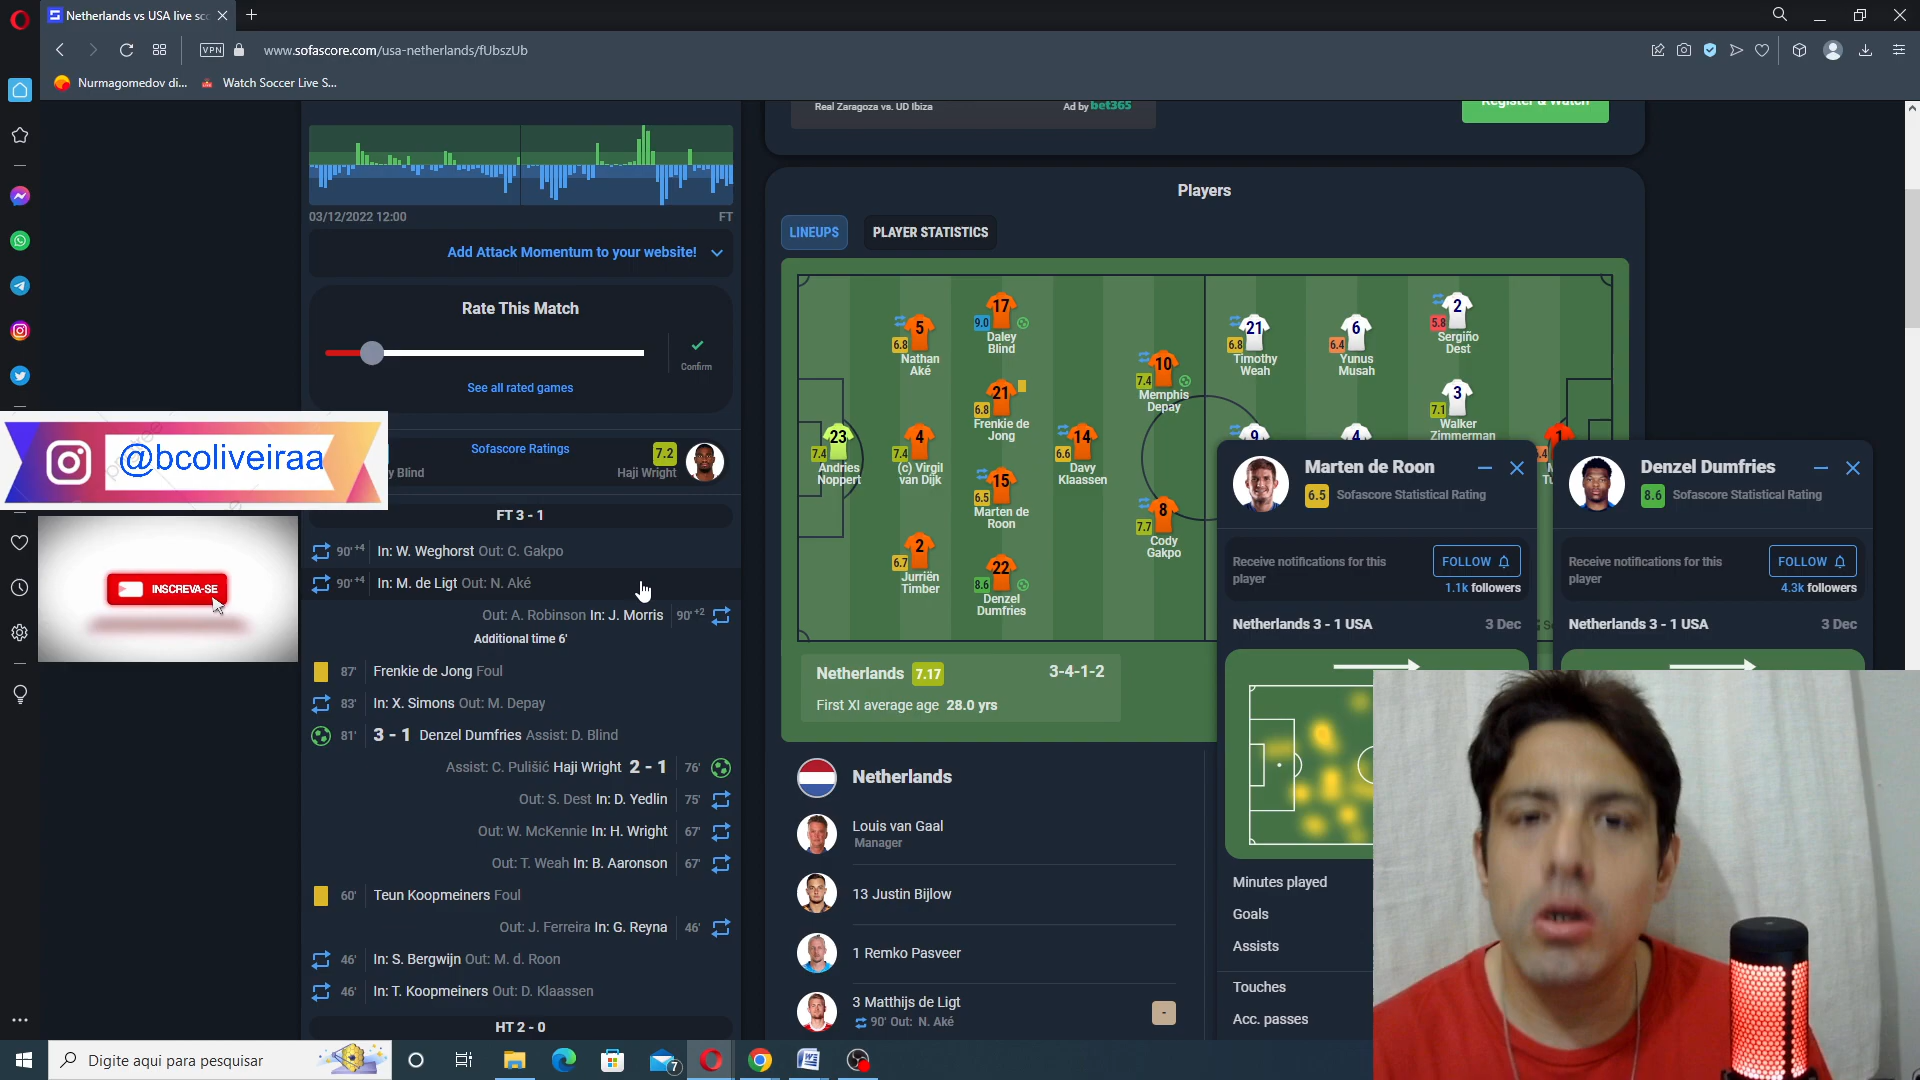 Netherlands vs USA live sc
VPN
www.sofascore.com/usa-netherlands/fUbszUb
Nurmagomedov di...
Watch Soccer Live S...
Real Zaragoza vs. UD Ibiza
Ad by bet365
Register & Watch
03/12/2022 12:00
FT
Add Attack Momentum to your website!
Rate This Match
Confirm
See all rated games
@bcoliveiraa
Sofascore Ratings
y Blind
7.2
Haji Wright
INSCREVA-SE
FT 3 - 1
90'+4 In: W. Weghorst Out: C. Gakpo
90'+4 In: M. de Ligt Out: N. Aké
Out: A. Robinson In: J. Morris 90'+2
Additional time 6'
87' Frenkie de Jong Foul
83' In: X. Simons Out: M. Depay
81' 3 - 1 Denzel Dumfries Assist: D. Blind
Assist: C. Pulišić Haji Wright 2 - 1 76'
Out: S. Dest In: D. Yedlin 75'
Out: W. McKennie In: H. Wright 67'
Out: T. Weah In: B. Aaronson 67'
60' Teun Koopmeiners Foul
Out: J. Ferreira In: G. Reyna 46'
46' In: S. Bergwijn Out: M. d. Roon
46' In: T. Koopmeiners Out: D. Klaassen
HT 2 - 0
Players
LINEUPS
PLAYER STATISTICS
23
7.4
Andries
Noppert
5
6.8
Nathan
Aké
4
7.4
(c) Virgil
van Dijk
2
6.7
Jurriën
Timber
17
9.0
Daley
Blind
21
6.8
Frenkie de
Jong
15
6.5
Marten de
Roon
22
8.6
Denzel
Dumfries
14
6.6
Davy
Klaassen
10
7.4
Memphis
Depay
8
7.7
Cody
Gakpo
21
6.8
Timothy
Weah
9
6
6.4
Yunus
Musah
4
2
5.8
Sergiño
Dest
3
7.1
Walker
Zimmerman
1
Netherlands 7.17
3-4-1-2
First XI average age 28.0 yrs
Netherlands
Louis van Gaal
Manager
13 Justin Bijlow
1 Remko Pasveer
3 Matthijs de Ligt
90' Out: N. Aké
-
Marten de Roon
6.5 Sofascore Statistical Rating
Receive notifications for this
player
FOLLOW
1.1k followers
Netherlands 3 - 1 USA
3 Dec
Minutes played
Goals
Assists
Touches
Acc. passes
Denzel Dumfries
8.6 Sofascore Statistical Rating
Receive notifications for this
player
FOLLOW
4.3k followers
Netherlands 3 - 1 USA
3 Dec
Digite aqui para pesquisar
7